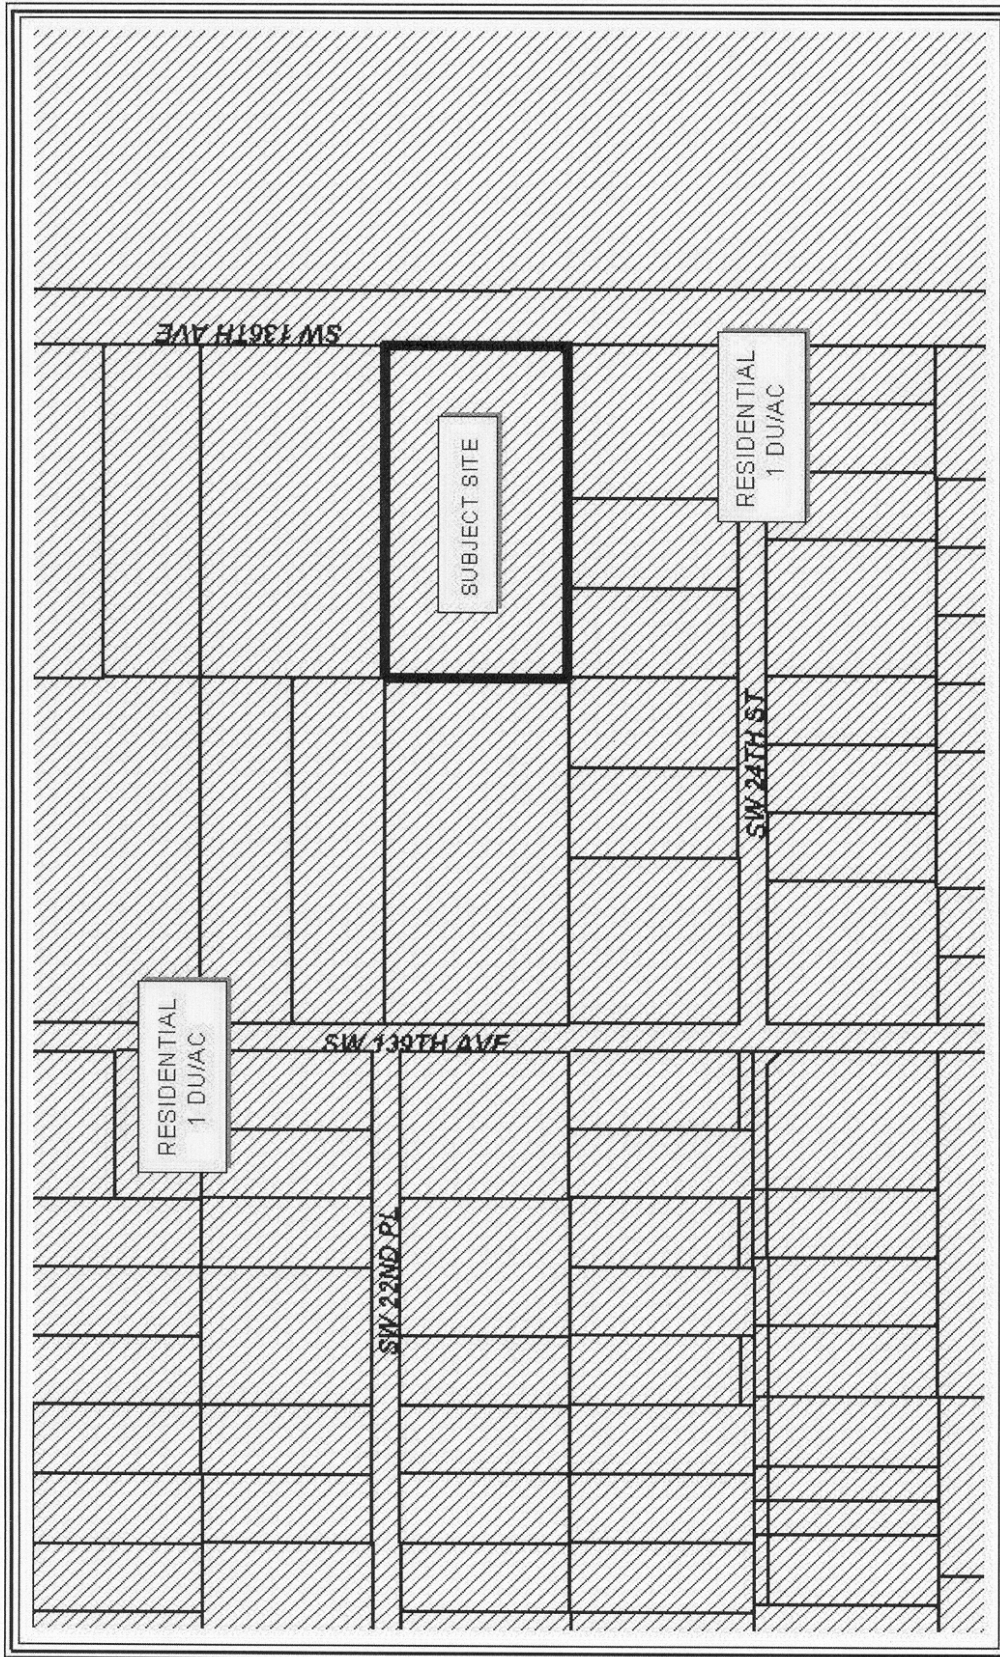 SW 136TH AVE
SUBJECT SITE
RESIDENTIAL
1 DU/AC
SW 24TH ST
RESIDENTIAL
1 DU/AC
SW 139TH AVE
SW 22ND PL